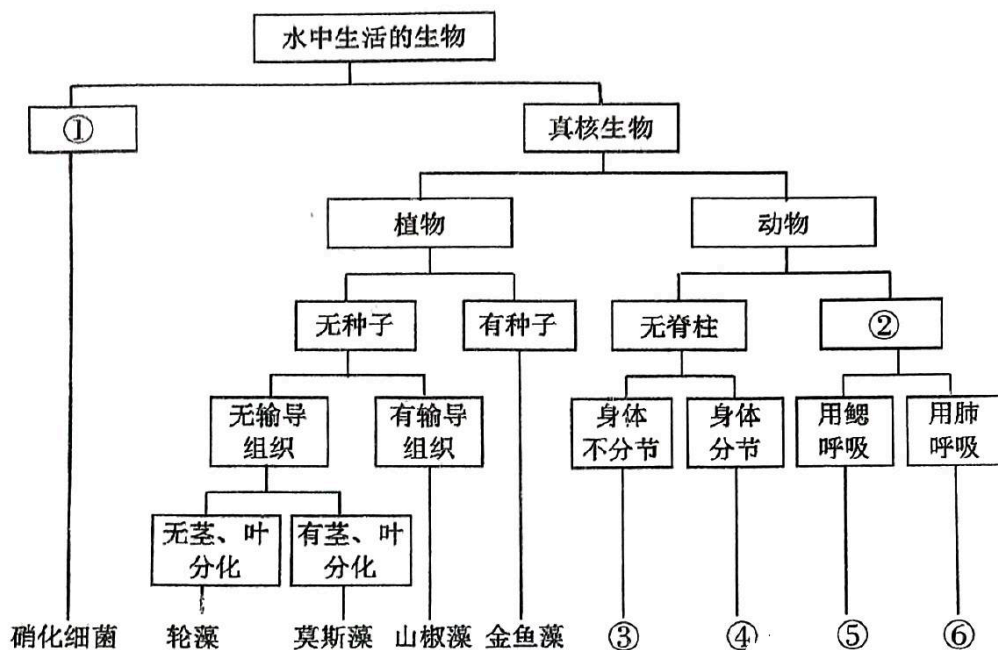 水中生活的生物
①
真核生物
植物
动物
无种子
有种子
无脊柱
②
无输导
组织
有输导
组织
身体
不分节
身体
分节
用鳃
呼吸
用肺
呼吸
无茎、叶
分化
有茎、叶
分化
硝化细菌
轮藻
莫斯藻
山椒藻
金鱼藻
③
④
⑤
⑥